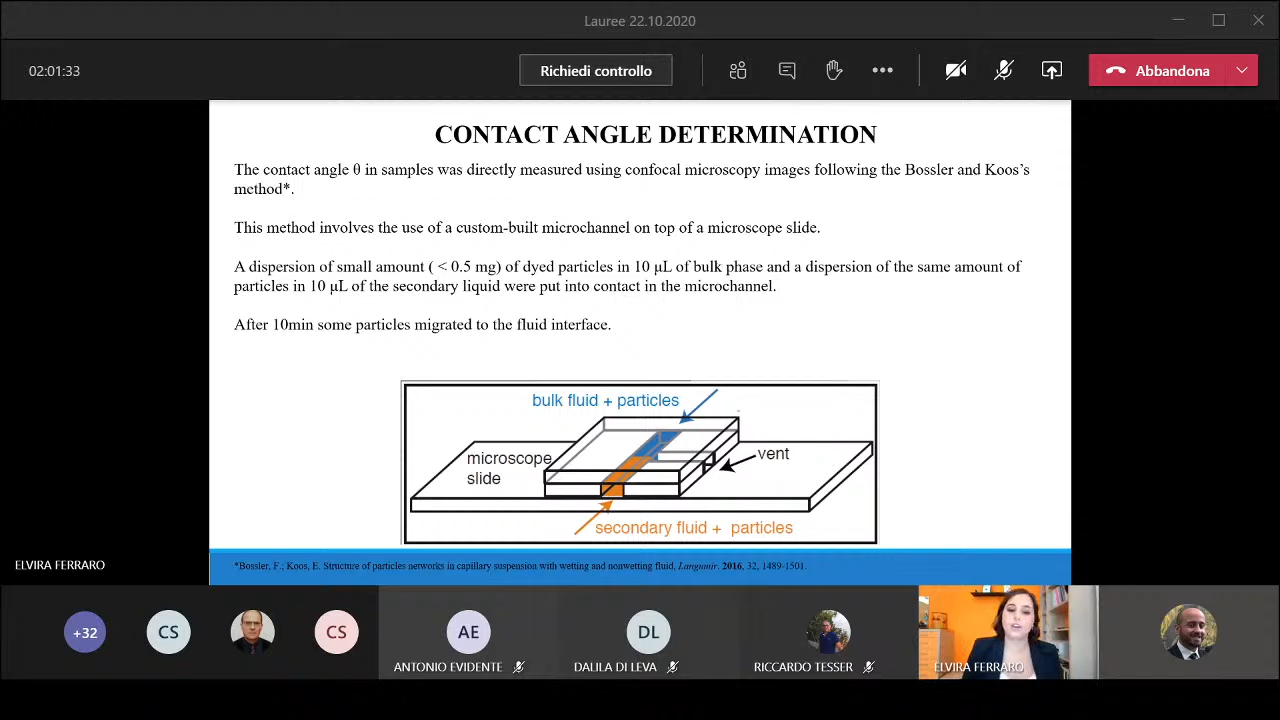 Lauree 22.10.2020
02:01:33
Richiedi controllo
Abbandona
CONTACT ANGLE DETERMINATION
The contact angle θ in samples was directly measured using confocal microscopy images following the Bossler and Koos’s
method*.
This method involves the use of a custom-built microchannel on top of a microscope slide.
A dispersion of small amount ( < 0.5 mg) of dyed particles in 10 μL of bulk phase and a dispersion of the same amount of
particles in 10 μL of the secondary liquid were put into contact in the microchannel.
After 10min some particles migrated to the fluid interface.
bulk fluid + particles
microscope
slide
vent
secondary fluid + particles
ELVIRA FERRARO
*Bossler, F.; Koos, E. Structure of particles networks in capillary suspension with wetting and nonwetting fluid, Langmuir. 2016, 32, 1489-1501.
+32
CS
CS
AE
DL
ANTONIO EVIDENTE
DALILA DI LEVA
RICCARDO TESSER
ELVIRA FERRARO